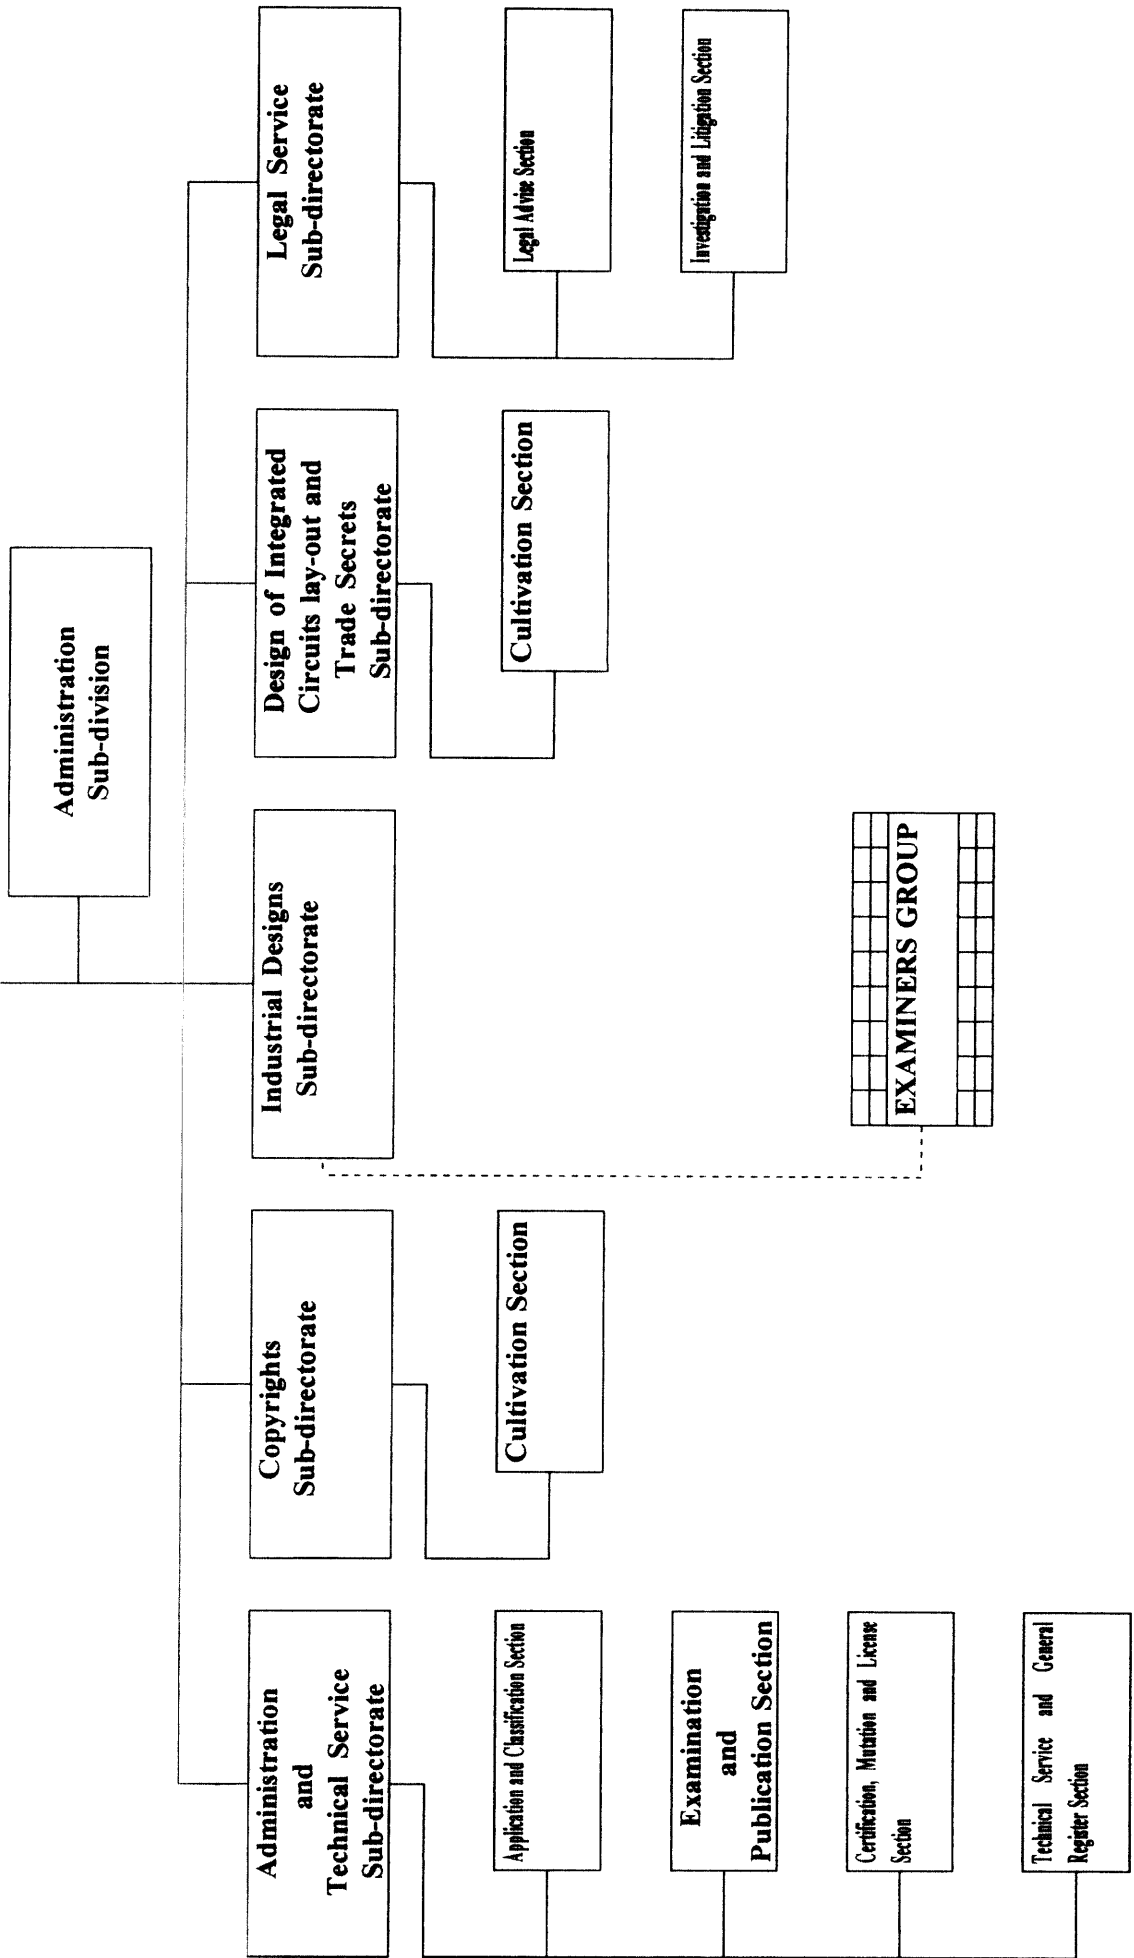 Administration
Sub-division
Administration
and
Technical Service
Sub-directorate
Copyrights
Sub-directorate
Industrial Designs
Sub-directorate
Design of Integrated
Circuits lay-out and
Trade Secrets
Sub-directorate
Legal Service
Sub-directorate
Application and Classification Section
Examination
and
Publication Section
Certification, Mutation and License
Section
Technical Service and General
Register Section
Cultivation Section
EXAMINERS GROUP
Cultivation Section
Legal Advise Section
Investigation and Litigation Section